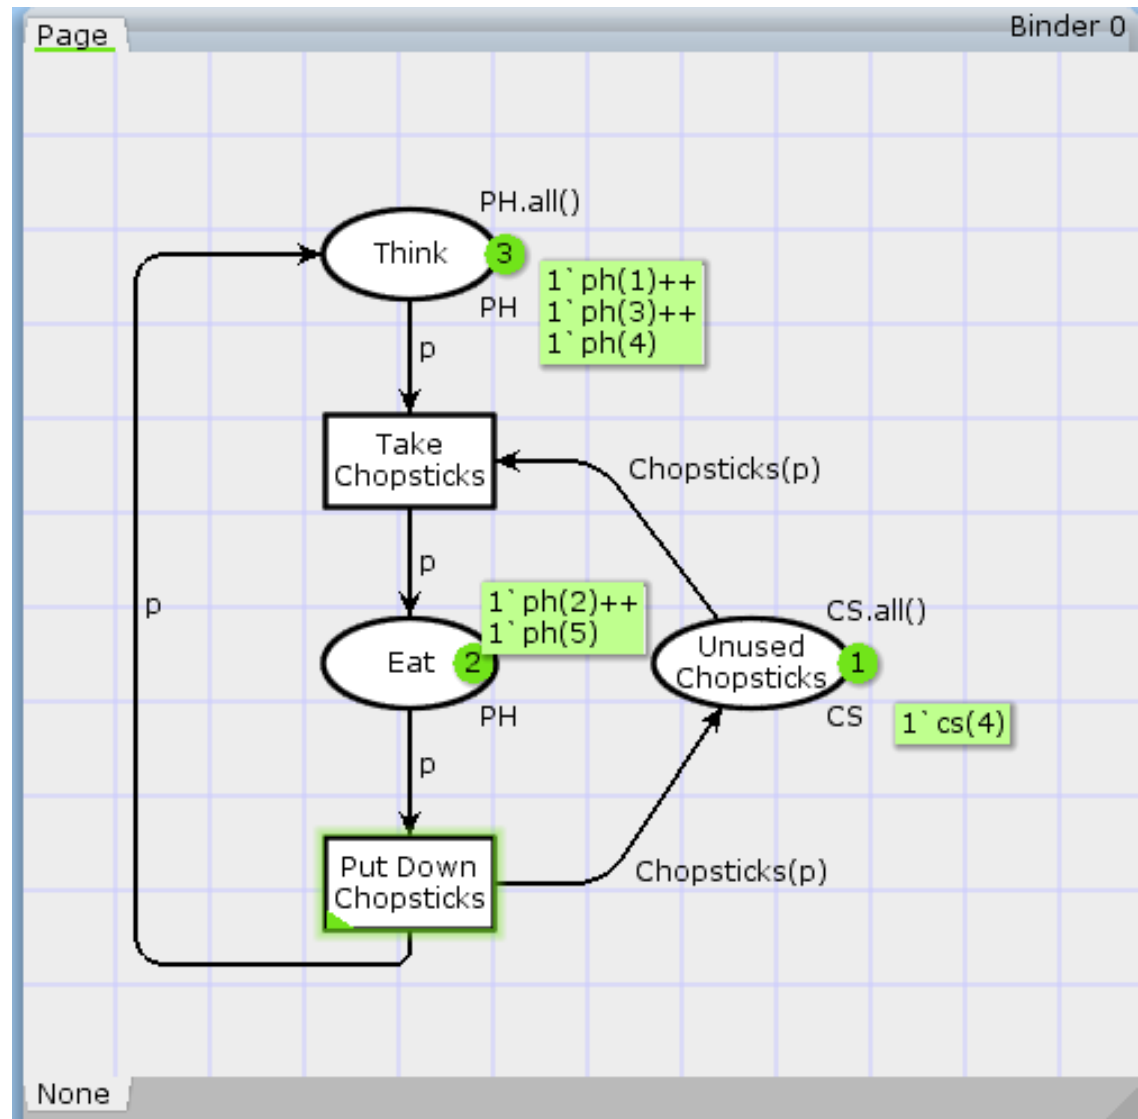 Page
Binder 0
PH.all()
Think
3
1`ph(1)++
1`ph(3)++
1`ph(4)
PH
p
Take
Chopsticks
Chopsticks(p)
p
1`ph(2)++
1`ph(5)
p
CS.all()
Eat
2
Unused
Chopsticks
1
PH
CS
1`cs(4)
p
Put Down
Chopsticks
Chopsticks(p)
None